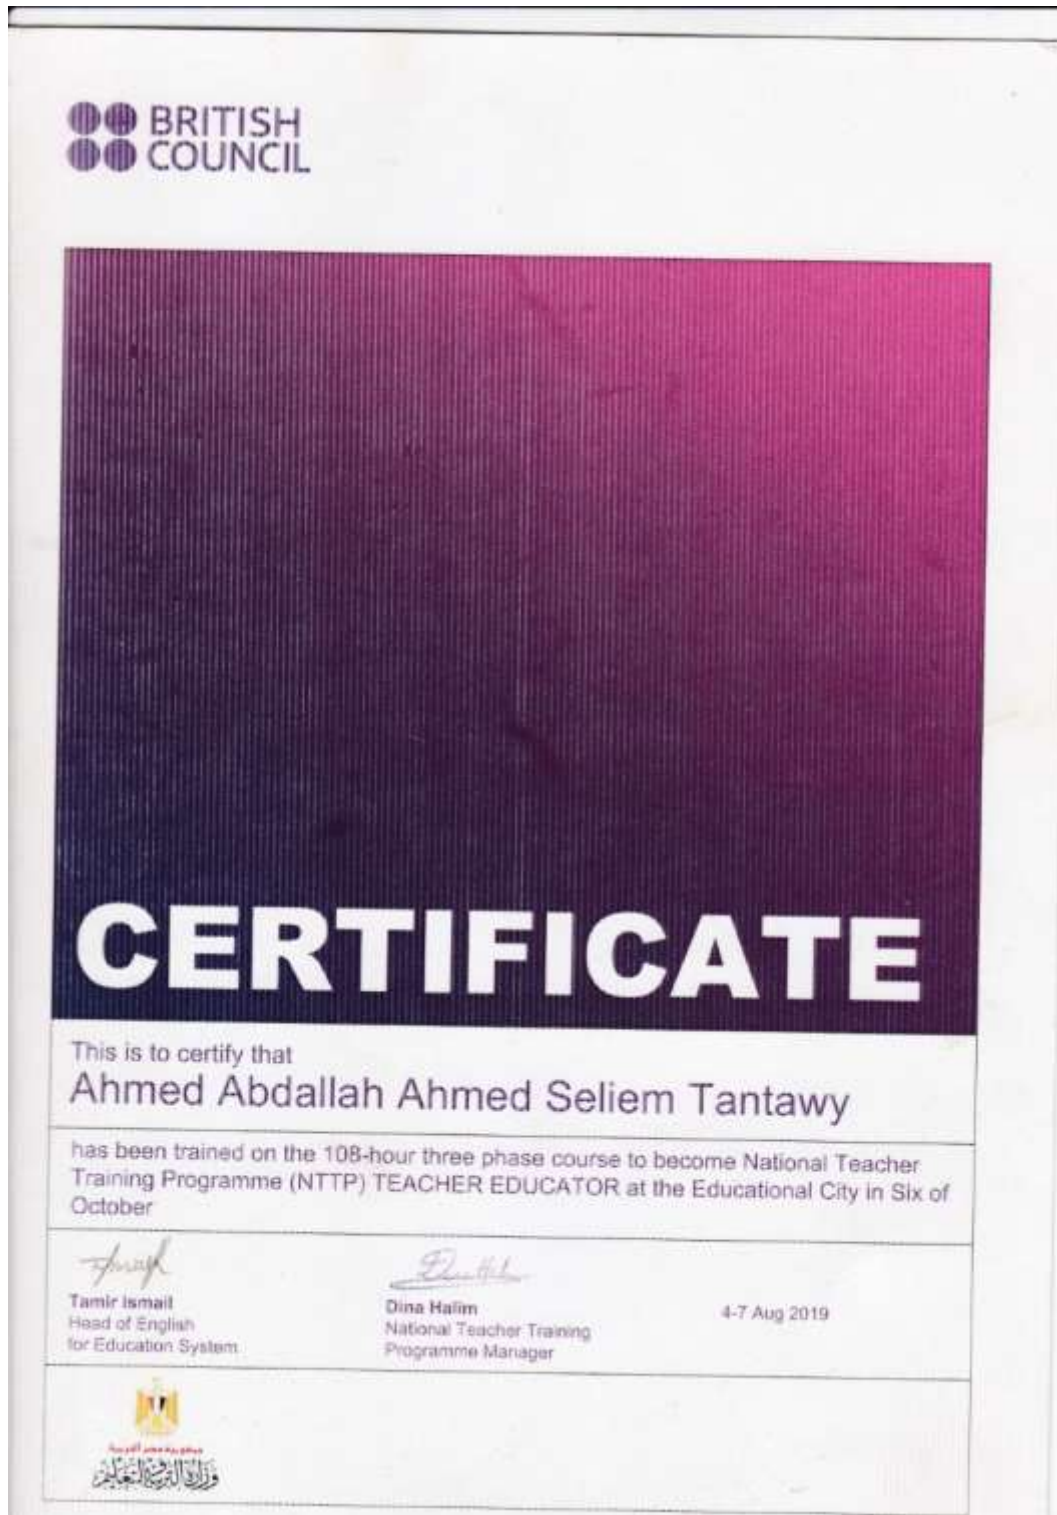 BRITISH
COUNCIL
CERTIFICATE
This is to certify that
Ahmed Abdallah Ahmed Seliem Tantawy
has been trained on the 108-hour three phase course to become National Teacher
Training Programme (NTTP) TEACHER EDUCATOR at the Educational City in Six of
October
Tamir Ismail
Head of English
for Education System
Dina Halim
National Teacher Training
Programme Manager
4-7 Aug 2019
جمهورية مصر العربية
وزارة التربية والتعليم